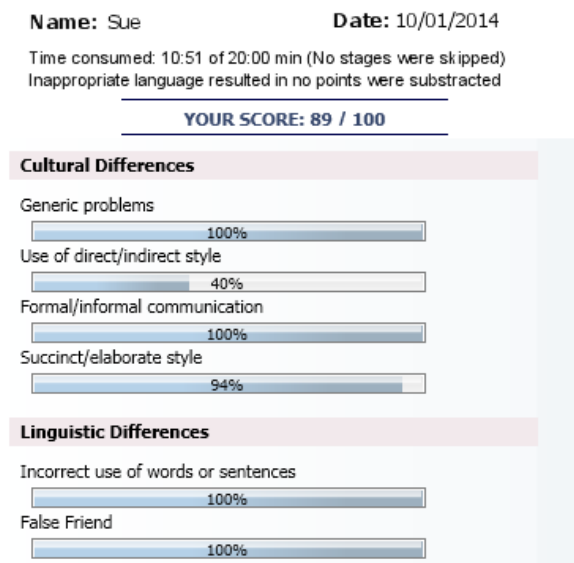 Name: Sue Date: 10/01/2014
Time consumed: 10:51 of 20:00 min (No stages were skipped)
Inappropriate language resulted in no points were substracted
YOUR SCORE: 89 / 100
Cultural Differences
Generic problems
100%
Use of direct/indirect style
40%
Formal/informal communication
100%
Succinct/elaborate style
94%
Linguistic Differences
Incorrect use of words or sentences
100%
False Friend
100%